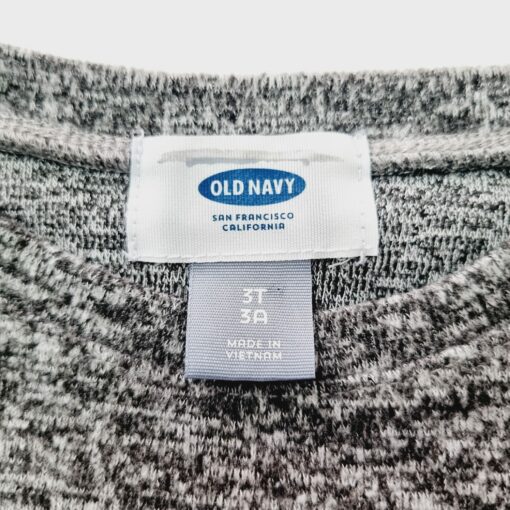 OLD NAVY
SAN FRANCISCO
CALIFORNIA
3T
3A
MADE IN
VIETNAM